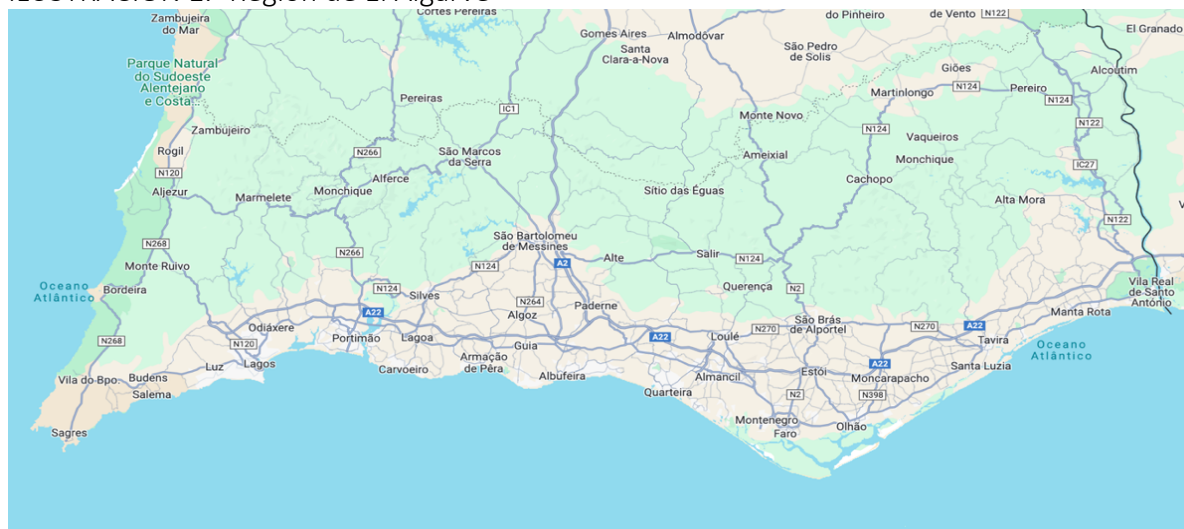 Región de El Algarve
Zambujeira
do Mar
Cortes Pereiras
Gomes Aires
Almodôvar
do Pinheiro
de Vento
N122
El Granado
Santa
Clara-a-Nova
São Pedro
de Solis
Parque Natural
do Sudoeste
Alentejano
e Costa...
Giões
Alcoutim
Pereiras
IC1
Martinlongo
N124
Pereiro
N124
Monte Novo
N122
Zambujeiro
N124
Vaqueiros
Rogil
N266
São Marcos
da Serra
Ameixial
Monchique
IC27
N120
Alferce
Cachopo
Aljezur
Marmelete
Monchique
Sítio das Éguas
Alta Mora
N122
N268
São Bartolomeu
de Messines
N266
Alte
Salir
N124
Monte Ruivo
N124
A2
Oceano
Atlântico
Bordeira
N124
Silves
Querença
N2
Vila Real
de Santo
António
N264
Paderne
A22
Algoz
Manta Rota
Odiáxere
São Brás
de Alportel
N270
N270
A22
N268
Portimão
Lagoa
A22
Loulé
Tavira
N120
Guia
Oceano
Atlântico
Luz
Lagos
Armação
de Pêra
A22
Santa Luzia
Carvoeiro
Estói
Vila do Bpo.
Budens
Albufeira
Almancil
Moncarapacho
Salema
Quarteira
N2
N398
Montenegro
Olhão
Sagres
Faro